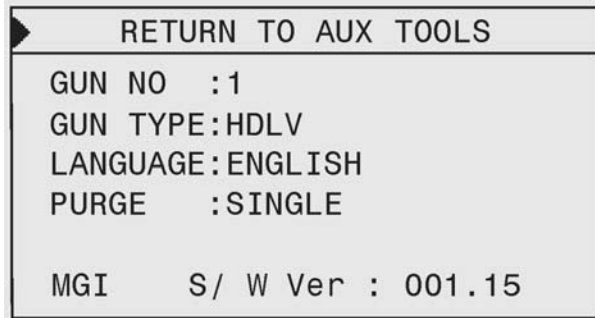 RETURN TO AUX TOOLS
GUN NO :1
GUN TYPE:HDLV
LANGUAGE:ENGLISH
PURGE :SINGLE
MGI S/ W Ver : 001.15